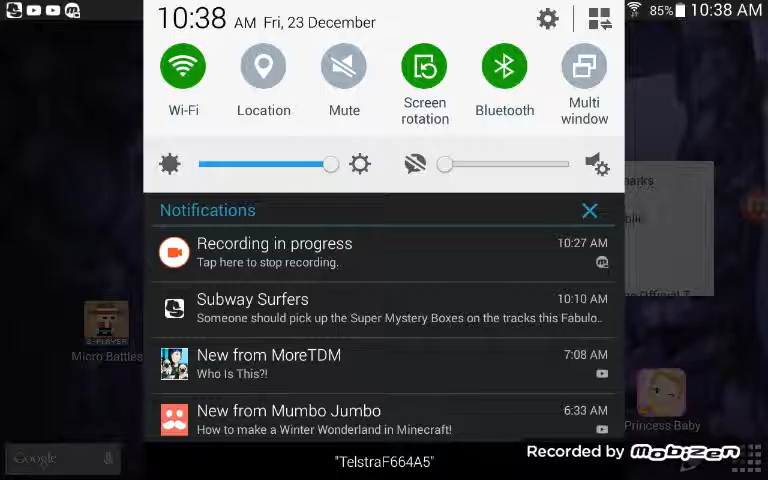 85% 10:38 AM
10:38 AM Fri, 23 December
Wi-Fi
Location
Mute
Screen rotation
Bluetooth
Multi window
Notifications
Recording in progress 10:27 AM
Tap here to stop recording.
Subway Surfers 10:10 AM
Someone should pick up the Super Mystery Boxes on the tracks this Fabulo..
New from MoreTDM 7:08 AM
Who Is This?!
New from Mumbo Jumbo 6:33 AM
How to make a Winter Wonderland in Minecraft!
2-PLAYER
Micro Battles
Princess Baby
Google
"TelstraF664A5"
Recorded by Mobizen